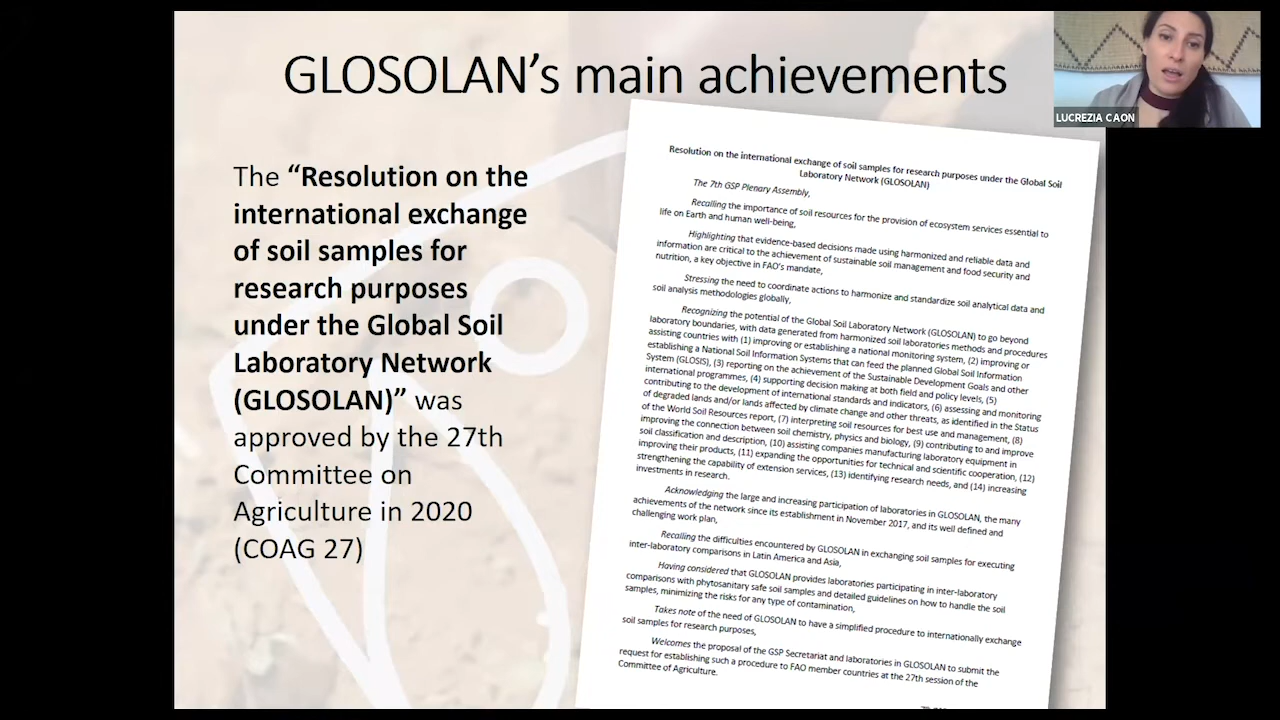 GLOSOLAN's main achievements
LUCREZIA CAON
The “Resolution on the
international exchange
of soil samples for
research purposes
under the Global Soil
Laboratory Network
(GLOSOLAN)” was
approved by the 27th
Committee on
Agriculture in 2020
(COAG 27)
Resolution on the international exchange of soil samples for research purposes under the Global Soil
Laboratory Network (GLOSOLAN)
The 7th GSP Plenary Assembly,
Recalling the importance of soil resources for the provision of ecosystem services essential to
life on Earth and human well-being,
Highlighting that evidence-based decisions made using harmonized and reliable data and
information are critical to the achievement of sustainable soil management and food security and
nutrition, a key objective in FAO's mandate,
Stressing the need to coordinate actions to harmonize and standardize soil analytical data and
soil analysis methodologies globally,
Recognizing the potential of the Global Soil Laboratory Network (GLOSOLAN) to go beyond
laboratory boundaries, with data generated from harmonized soil laboratories methods and procedures
assisting countries with (1) improving or establishing a national monitoring system, (2) improving or
establishing a National Soil Information Systems that can feed the planned Global Soil Information
System (GLOSIS), (3) reporting on the achievement of the Sustainable Development Goals and other
international programmes, (4) supporting decision making at both field and policy levels, (5)
contributing to the development of international standards and indicators, (6) assessing and monitoring
of degraded lands and/or lands affected by climate change and other threats, as identified in the Status
of the World Soil Resources report, (7) interpreting soil resources for best use and management, (8)
improving the connection between soil chemistry, physics and biology, (9) contributing to and improve
soil classification and description, (10) assisting companies manufacturing laboratory equipment in
improving their products, (11) expanding the opportunities for technical and scientific cooperation, (12)
strengthening the capability of extension services, (13) identifying research needs, and (14) increasing
investments in research.
Acknowledging the large and increasing participation of laboratories in GLOSOLAN, the many
achievements of the network since its establishment in November 2017, and its well defined and
challenging work plan,
Recalling the difficulties encountered by GLOSOLAN in exchanging soil samples for executing
inter-laboratory comparisons in Latin America and Asia,
Having considered that GLOSOLAN provides laboratories participating in inter-laboratory
comparisons with phytosanitary safe soil samples and detailed guidelines on how to handle the soil
samples, minimizing the risks for any type of contamination,
Takes note of the need of GLOSOLAN to have a simplified procedure to internationally exchange
soil samples for research purposes,
Welcomes the proposal of the GSP Secretariat and laboratories in GLOSOLAN to submit the
request for establishing such a procedure to FAO member countries at the 27th session of the
Committee of Agriculture.